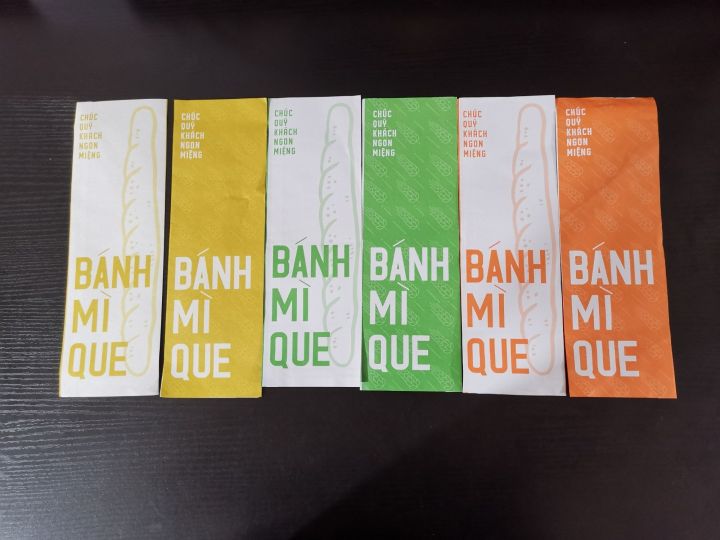 CHÚC
QUÝ
KHÁCH
NGON
MIỆNG
BÁNH
MÌ
QUE
CHÚC
QUÝ
KHÁCH
NGON
MIỆNG
BÁNH
MÌ
QUE
CHÚC
QUÝ
KHÁCH
NGON
MIỆNG
BÁNH
MÌ
QUE
CHÚC
QUÝ
KHÁCH
NGON
MIỆNG
BÁNH
MÌ
QUE
CHÚC
QUÝ
KHÁCH
NGON
MIỆNG
BÁNH
MÌ
QUE
CHÚC
QUÝ
KHÁCH
NGON
MIỆNG
BÁNH
MÌ
QUE